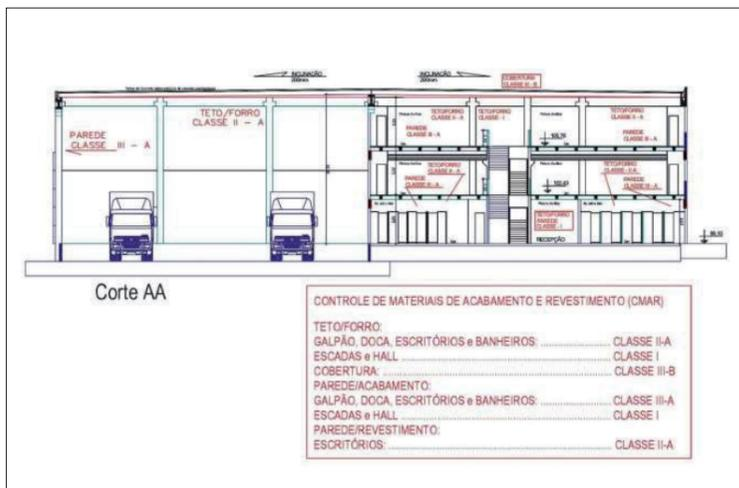 INCLINAÇÃO
INCLINAÇÃO
COBERTURA
CLASSE III - B
PAREDE
CLASSE III - A
TETO/FORRO
CLASSE II - A
TETO/FORRO
CLASSE II - A
TETO/FORRO
CLASSE - I
TETO/FORRO
CLASSE II - A
PAREDE
CLASSE III - A
PAREDE
CLASSE III - A
TETO/FORRO
CLASSE II - A
TETO/FORRO
CLASSE - II - A
PAREDE
CLASSE III - A
PAREDE
CLASSE III - A
TETO/FORRO
PAREDE
CLASSE - I
RECEPÇÃO
Corte AA
CONTROLE DE MATERIAIS DE ACABAMENTO E REVESTIMENTO (CMAR)
TETO/FORRO:
GALPÃO, DOCA, ESCRITÓRIOS e BANHEIROS: .................. CLASSE II-A
ESCADAS e HALL .................. CLASSE I
COBERTURA: .................. CLASSE III-B
PAREDE/ACABAMENTO:
GALPÃO, DOCA, ESCRITÓRIOS e BANHEIROS: .................. CLASSE III-A
ESCADAS e HALL .................. CLASSE I
PAREDE/REVESTIMENTO:
ESCRITÓRIOS: .................. CLASSE II-A